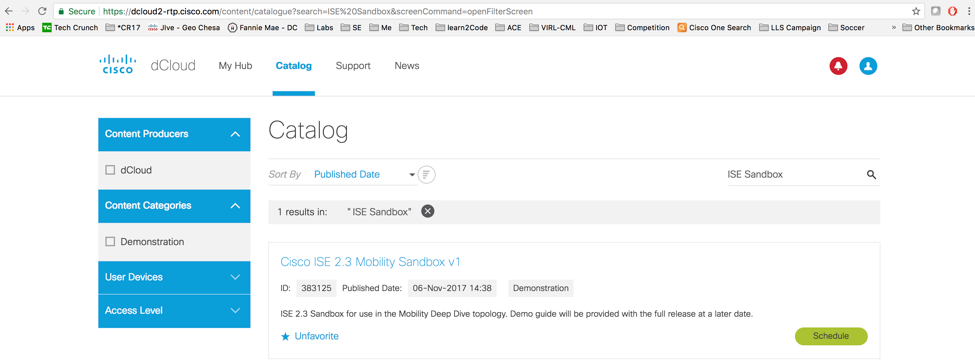 Secure https://dcloud2-rtp.cisco.com/content/catalogue?search=ISE%20Sandbox&screenCommand=openFilterScreen
Apps TC Tech Crunch *CR17 Jive - Geo Chesa Fannie Mae - DC Labs SE Me Tech learn2Code ACE VIRL-CML IOT Competition Cisco One Search LLS Campaign Soccer » Other Bookmarks
CISCO dCloud My Hub Catalog Support News
Content Producers
dCloud
Content Categories
Demonstration
User Devices
Access Level
Catalog
Sort By Published Date ISE Sandbox
1 results in: "ISE Sandbox"
Cisco ISE 2.3 Mobility Sandbox v1
ID: 383125 Published Date: 06-Nov-2017 14:38 Demonstration
ISE 2.3 Sandbox for use in the Mobility Deep Dive topology. Demo guide will be provided with the full release at a later date.
Unfavorite Schedule